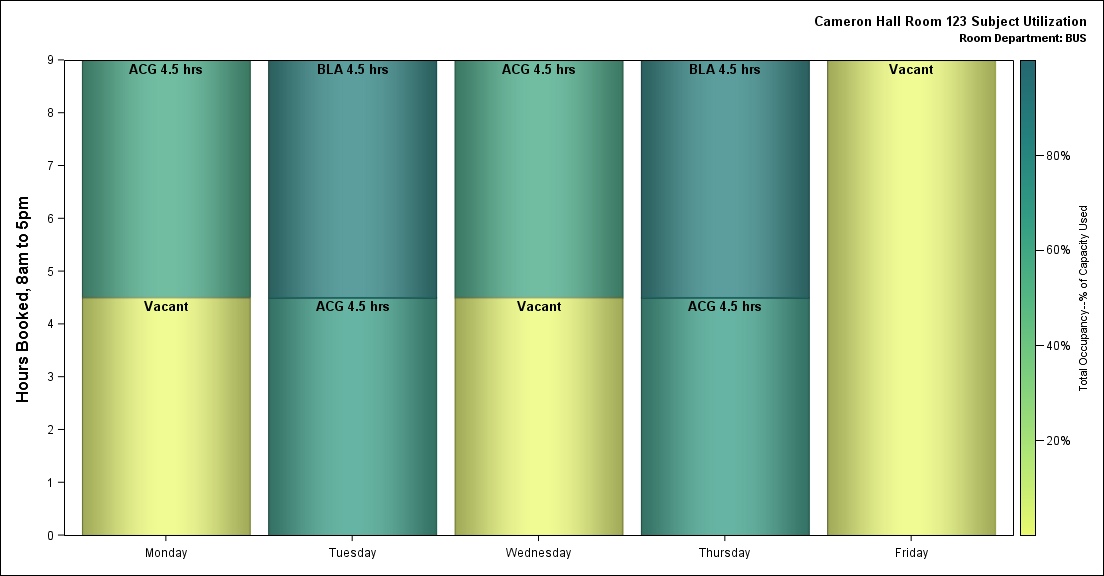 Cameron Hall Room 123 Subject Utilization
Room Department: BUS
Hours Booked, 8am to 5pm
9
8
7
6
5
4
3
2
1
0
ACG 4.5 hrs
BLA 4.5 hrs
ACG 4.5 hrs
BLA 4.5 hrs
Vacant
Vacant
ACG 4.5 hrs
Vacant
ACG 4.5 hrs
Monday
Tuesday
Wednesday
Thursday
Friday
80%
60%
40%
20%
Total Occupancy--% of Capacity Used